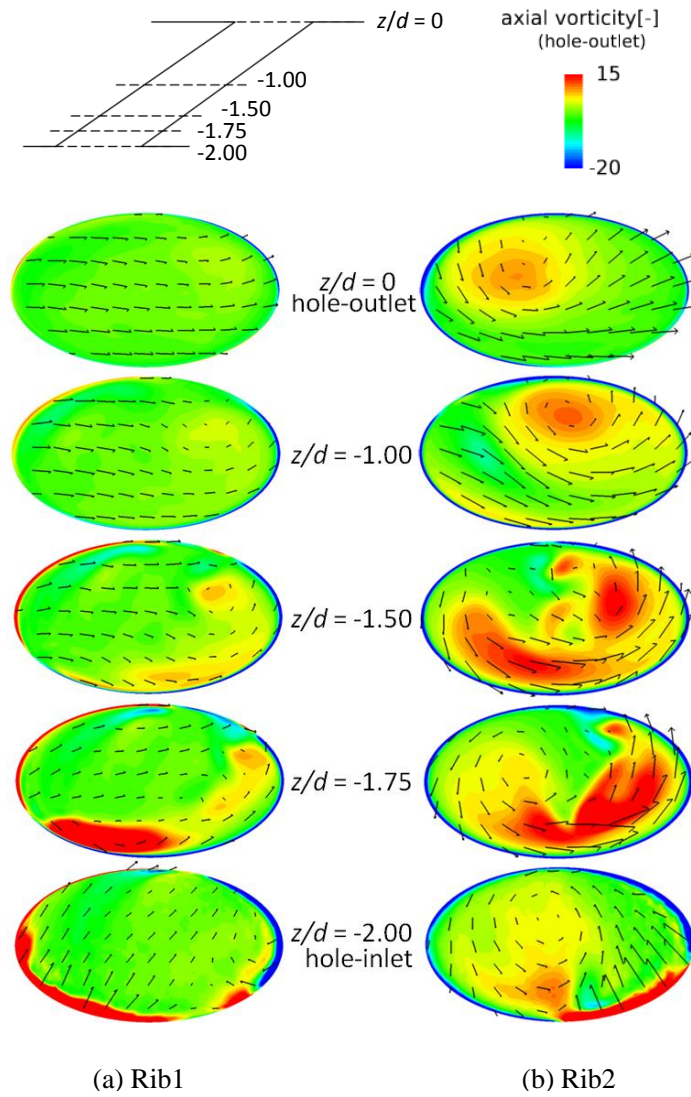 z/d = 0
-1.00
-1.50
-1.75
-2.00
axial vorticity[-]
(hole-outlet)
15
-20
z/d = 0
hole-outlet
z/d = -1.00
z/d = -1.50
z/d = -1.75
z/d = -2.00
hole-inlet
(a) Rib1
(b) Rib2